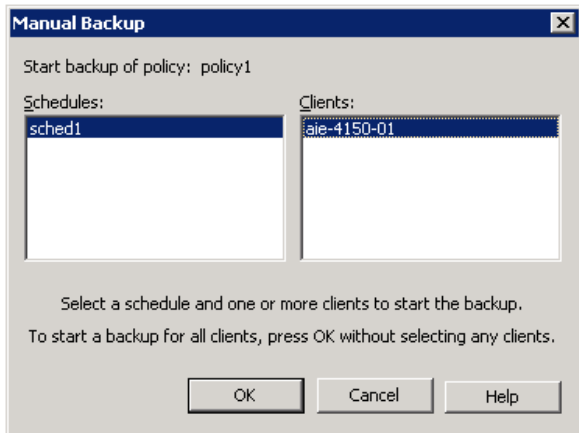 Manual Backup
Start backup of policy: policy1
Schedules:
Clients:
sched1
aie-4150-01
Select a schedule and one or more clients to start the backup.
To start a backup for all clients, press OK without selecting any clients.
OK
Cancel
Help